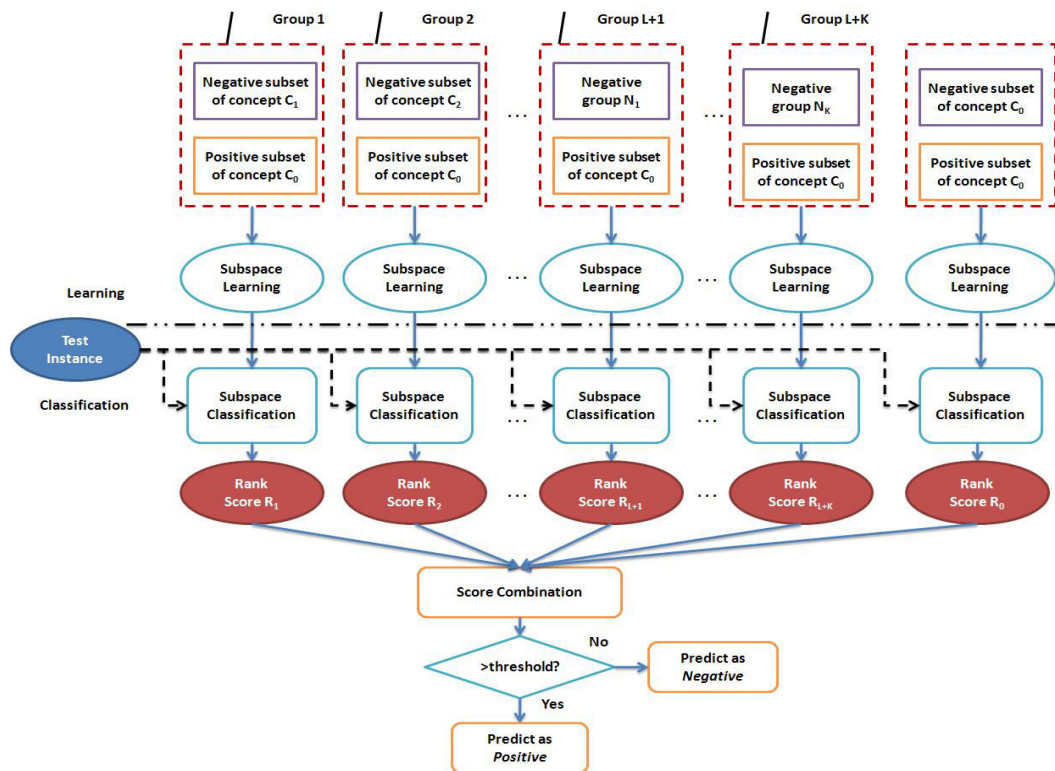 Group 1
Group 2
Group L+1
Group L+K
Negative subset
of concept C₁
Negative subset
of concept C₂
...
Negative
group N₁
...
Negative
group Nₖ
Negative subset
of concept C₀
Positive subset
of concept C₀
Positive subset
of concept C₀
Positive subset
of concept C₀
Positive subset
of concept C₀
Positive subset
of concept C₀
Subspace
Learning
Subspace
Learning
...
Subspace
Learning
...
Subspace
Learning
Subspace
Learning
Learning
Test
Instance
Classification
Subspace
Classification
Subspace
Classification
...
Subspace
Classification
...
Subspace
Classification
Subspace
Classification
Rank
Score R₁
Rank
Score R₂
...
Rank
Score R_{L+1}
...
Rank
Score R_{L+K}
Rank
Score R₀
Score Combination
>threshold?
No
Predict as
Negative
Yes
Predict as
Positive